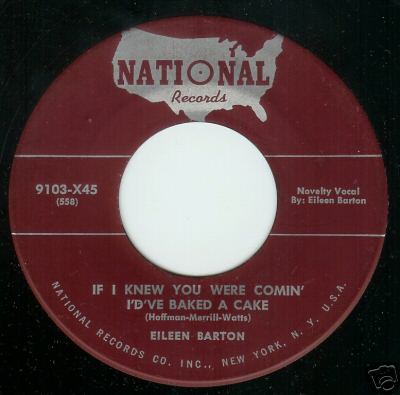 NATIONAL
Records
9103-X45
(558)
Novelty Vocal
By: Eileen Barton
IF I KNEW YOU WERE COMIN'
I'D'VE BAKED A CAKE
(Hoffman-Merrill-Watts)
EILEEN BARTON
NATIONAL RECORDS CO. INC., NEW YORK, N. Y. U.S.A.